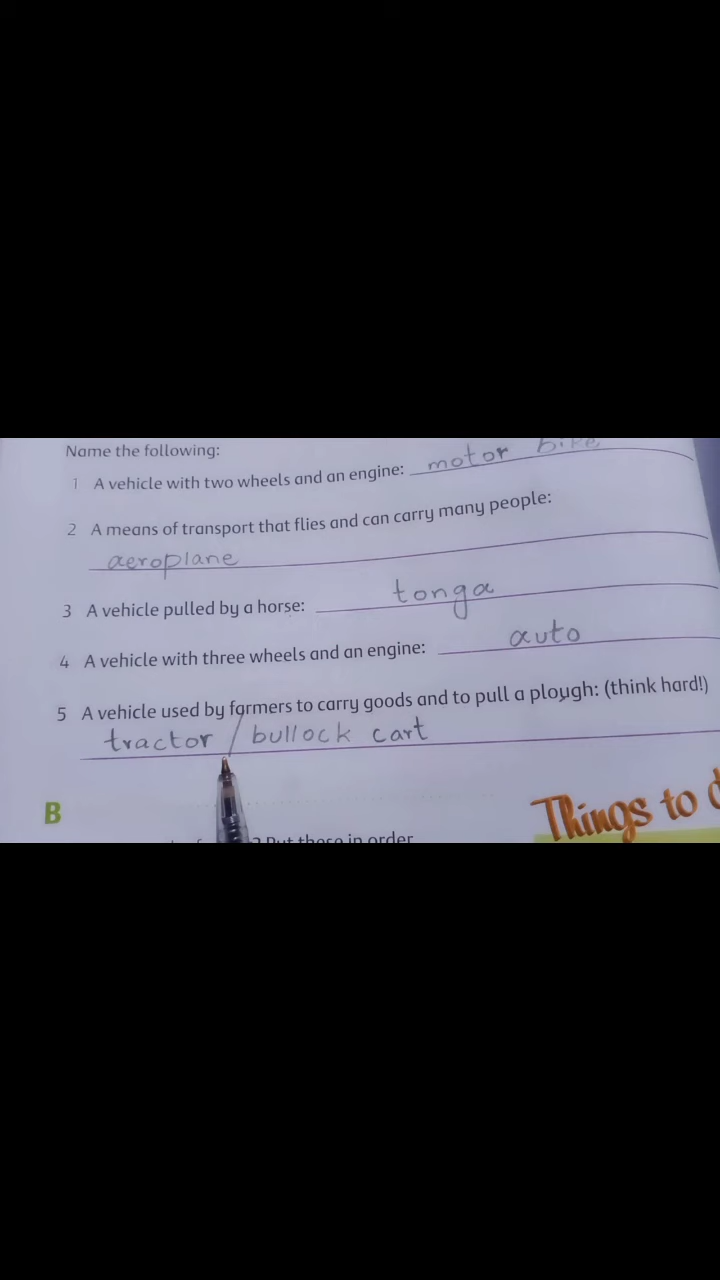 Name the following:
1 A vehicle with two wheels and an engine: motor bike
2 A means of transport that flies and can carry many people:
aeroplane
3 A vehicle pulled by a horse: tonga
4 A vehicle with three wheels and an engine: auto
5 A vehicle used by farmers to carry goods and to pull a plough: (think hard!)
tractor / bullock cart
B
Things to
Put these in order